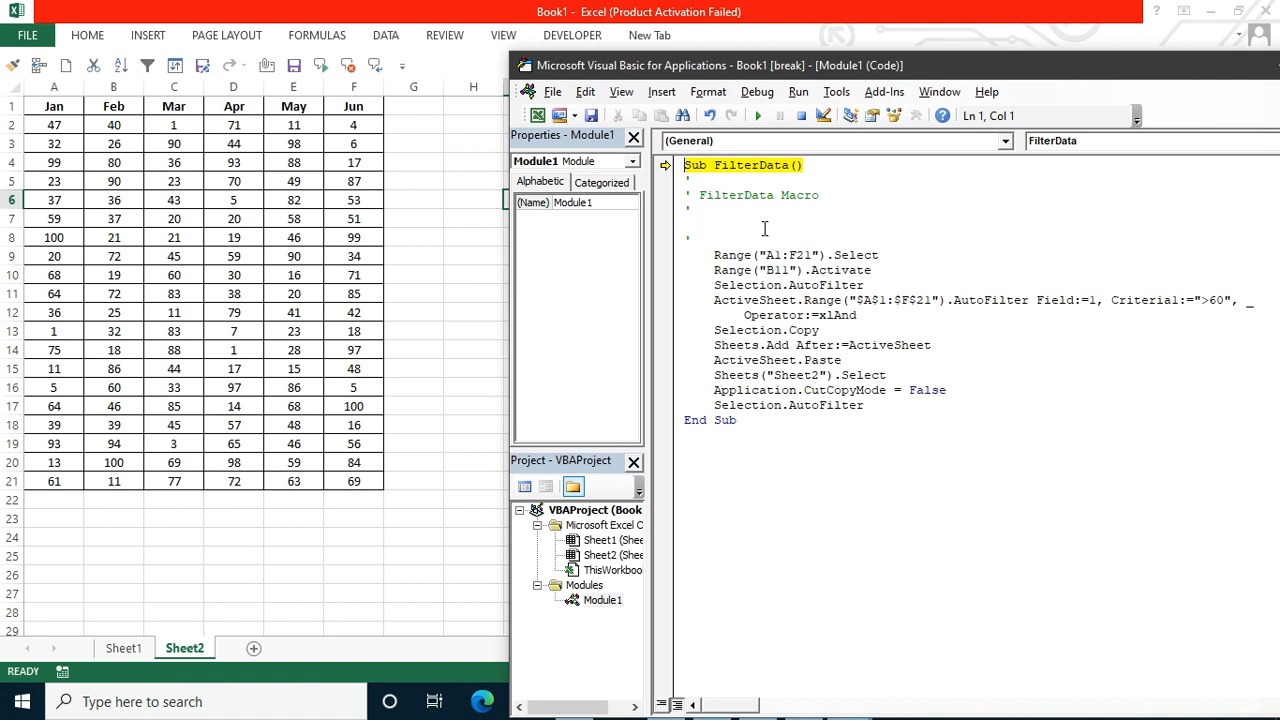 Book1 - Excel (Product Activation Failed)
FILE HOME INSERT PAGE LAYOUT FORMULAS DATA REVIEW VIEW DEVELOPER New Tab
A B C D E F G H
1 Jan Feb Mar Apr May Jun
2 47 40 1 71 11 4
3 32 26 90 44 98 6
4 99 80 36 93 88 17
5 23 90 23 70 49 87
6 37 36 43 5 82 53
7 59 37 20 20 58 51
8 100 21 21 19 46 99
9 20 72 45 59 90 34
10 68 19 60 30 16 71
11 64 72 83 38 20 85
12 36 25 11 79 41 42
13 1 32 83 7 23 18
14 75 18 88 1 28 97
15 11 86 44 17 15 48
16 5 60 33 97 86 5
17 64 46 85 14 68 100
18 39 39 45 57 48 16
19 93 94 3 65 46 56
20 13 100 69 98 59 84
21 61 11 77 72 63 69
22
23
24
25
26
27
28
29
Sheet1 Sheet2
READY
Type here to search
Microsoft Visual Basic for Applications - Book1 [break] - [Module1 (Code)]
File Edit View Insert Format Debug Run Tools Add-Ins Window Help
Ln 1, Col 1
Properties - Module1
Module1 Module
Alphabetic Categorized
(Name) Module1
Project - VBAProject
VBAProject (Book
Microsoft Excel O
Sheet1 (Shee
Sheet2 (Shee
ThisWorkboo
Modules
Module1
(General) FilterData
Sub FilterData()
'
' FilterData Macro
'
'
Range("A1:F21").Select
Range("B11").Activate
Selection.AutoFilter
ActiveSheet.Range("$A$1:$F$21").AutoFilter Field:=1, Criteria1:=">60", _
Operator:=xlAnd
Selection.Copy
Sheets.Add After:=ActiveSheet
ActiveSheet.Paste
Sheets("Sheet2").Select
Application.CutCopyMode = False
Selection.AutoFilter
End Sub